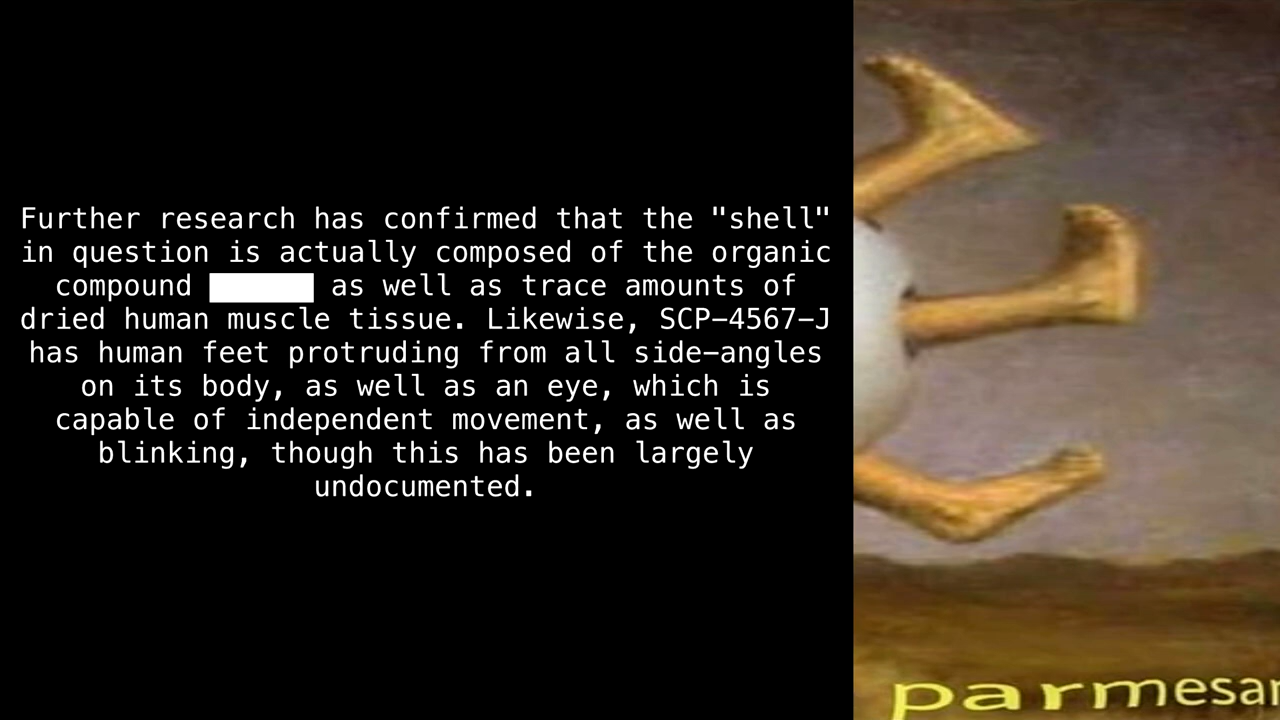 Further research has confirmed that the "shell"
in question is actually composed of the organic
compound as well as trace amounts of
dried human muscle tissue. Likewise, SCP-4567-J
has human feet protruding from all side-angles
on its body, as well as an eye, which is
capable of independent movement, as well as
blinking, though this has been largely
undocumented.
parmesan